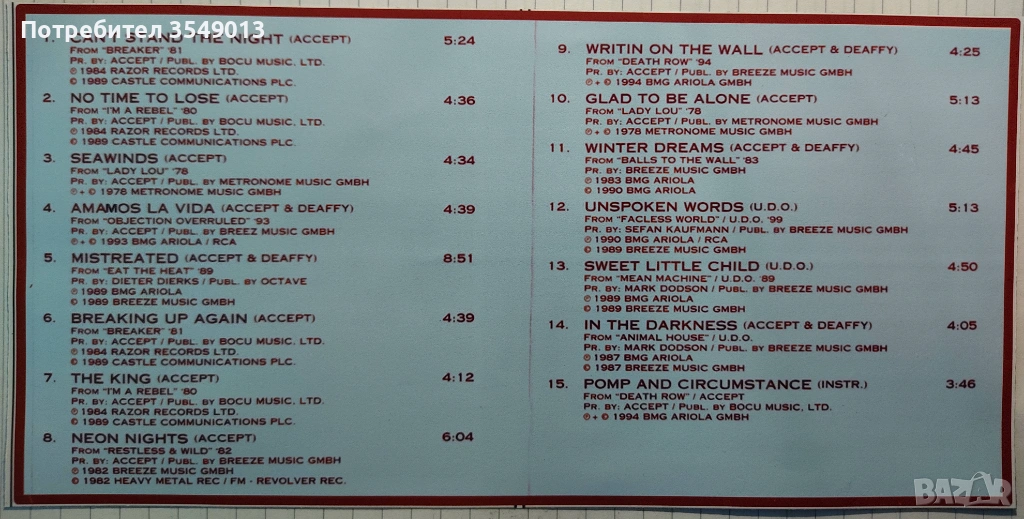 Потребител 3549013
1. CAN'T STAND THE NIGHT (ACCEPT) 5:24
FROM "BREAKER" '81
PR. BY: ACCEPT / PUBL. BY BOCU MUSIC, LTD.
℗ 1984 RAZOR RECORDS LTD.
© 1989 CASTLE COMMUNICATIONS PLC.
2. NO TIME TO LOSE (ACCEPT) 4:36
FROM "I'M A REBEL" '80
PR. BY: ACCEPT / PUBL. BY BOCU MUSIC, LTD.
℗ 1984 RAZOR RECORDS LTD.
© 1989 CASTLE COMMUNICATIONS PLC.
3. SEAWINDS (ACCEPT) 4:34
FROM "LADY LOU" '78
PR. BY: ACCEPT / PUBL. BY METRONOME MUSIC GMBH
℗ + © 1978 METRONOME MUSIC GMBH
4. AMAMOS LA VIDA (ACCEPT & DEAFFY) 4:39
FROM "OBJECTION OVERRULED" '93
PR. BY: ACCEPT / PUBL. BY BREEZ MUSIC GMBH
℗ + © 1993 BMG ARIOLA / RCA
5. MISTREATED (ACCEPT & DEAFFY) 8:51
FROM "EAT THE HEAT" '89
PR. BY: DIETER DIERKS / PUBL. BY OCTAVE
℗ 1989 BMG ARIOLA
© 1989 BREEZE MUSIC GMBH
6. BREAKING UP AGAIN (ACCEPT) 4:39
FROM "BREAKER" '81
PR. BY: ACCEPT / PUBL. BY BOCU MUSIC, LTD.
℗ 1984 RAZOR RECORDS LTD.
© 1989 CASTLE COMMUNICATIONS PLC.
7. THE KING (ACCEPT) 4:12
FROM "I'M A REBEL" '80
PR. BY: ACCEPT / PUBL. BY BOCU MUSIC, LTD.
℗ 1984 RAZOR RECORDS LTD.
© 1989 CASTLE COMMUNICATIONS PLC.
8. NEON NIGHTS (ACCEPT) 6:04
FROM "RESTLESS & WILD" '82
PR. BY: ACCEPT / PUBL. BY BREEZE MUSIC GMBH
℗ 1982 BREEZE MUSIC GMBH
© 1982 HEAVY METAL REC / FM - REVOLVER REC.
9. WRITIN ON THE WALL (ACCEPT & DEAFFY) 4:25
FROM "DEATH ROW" '94
PR. BY: ACCEPT / PUBL. BY BREEZE MUSIC GMBH
℗ + © 1994 BMG ARIOLA GMBH
10. GLAD TO BE ALONE (ACCEPT) 5:13
FROM "LADY LOU" '78
PR. BY: ACCEPT / PUBL. BY METRONOME MUSIC GMBH
℗ + © 1978 METRONOME MUSIC GMBH
11. WINTER DREAMS (ACCEPT & DEAFFY) 4:45
FROM "BALLS TO THE WALL" '83
PR. BY: BREEZE MUSIC GMBH
℗ 1983 BMG ARIOLA
© 1990 BMG ARIOLA
12. UNSPOKEN WORDS (U.D.O.) 5:13
FROM "FACLESS WORLD" / U.D.O. '99
PR. BY: SEFAN KAUFMANN / PUBL. BY BREEZE MUSIC GMBH
℗ 1990 BMG ARIOLA / RCA
© 1989 BREEZE MUSIC GMBH
13. SWEET LITTLE CHILD (U.D.O.) 4:50
FROM "MEAN MACHINE" / U.D.O. '89
PR. BY: MARK DODSON / PUBL. BY BREEZE MUSIC GMBH
℗ 1989 BMG ARIOLA
© 1989 BREEZE MUSIC GMBH
14. IN THE DARKNESS (ACCEPT & DEAFFY) 4:05
FROM "ANIMAL HOUSE" / U.D.O.
PR. BY: MARK DODSON / PUBL. BY BREEZE MUSIC GMBH
℗ 1987 BMG ARIOLA
© 1987 BREEZE MUSIC GMBH
15. POMP AND CIRCUMSTANCE (INSTR.) 3:46
FROM "DEATH ROW" / ACCEPT
PR. BY: ACCEPT / PUBL. BY BOCU MUSIC, LTD.
℗ + © 1994 BMG ARIOLA GMBH
BAZAR